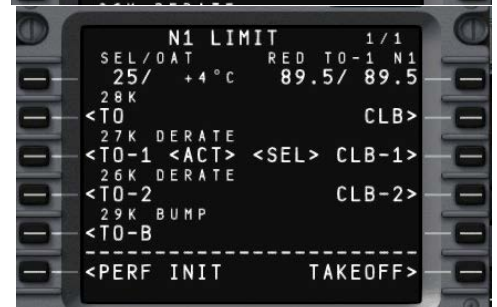 26K DERATE
N1 LIMIT 1/1
SEL/OAT RED TO-1 N1
25/ +4°C 89.5/ 89.5
28K
<TO CLB>
27K DERATE
<TO-1 <ACT> <SEL> CLB-1>
26K DERATE
<TO-2 CLB-2>
29K BUMP
<TO-B
<PERF INIT TAKEOFF>